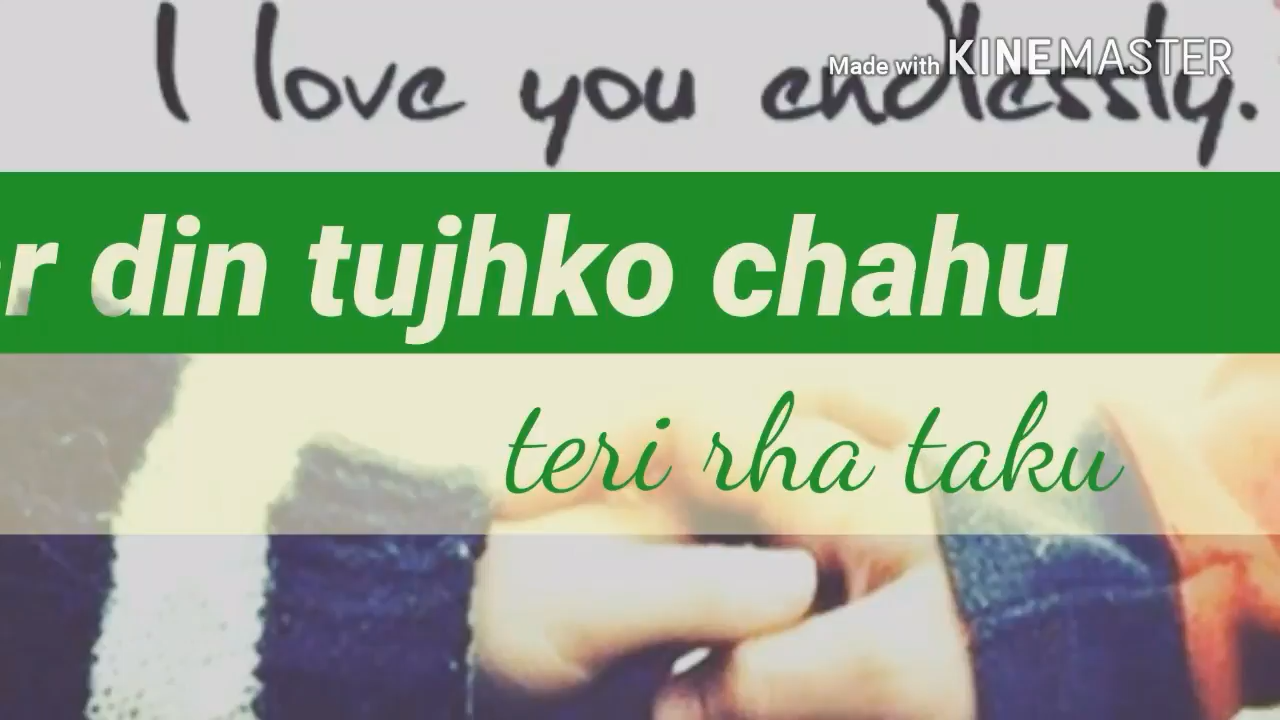 I love you endlessly.
Made with KINEMASTER
din tujhko chahu
teri rha taku